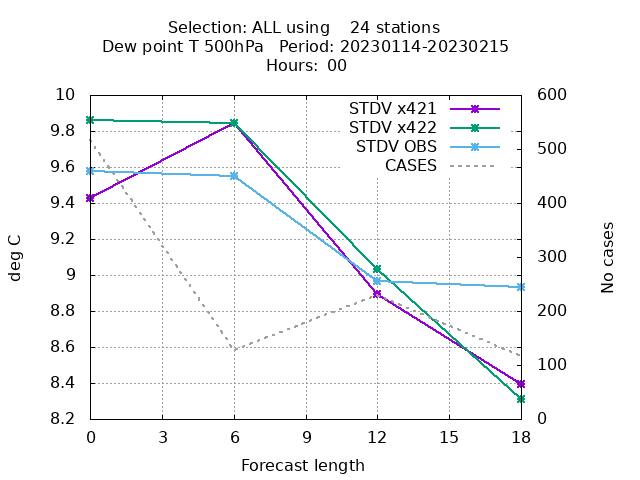 Selection: ALL using    24 stations
Dew point T 500hPa   Period: 20230114-20230215
Hours: 00
10
9.8
9.6
9.4
9.2
9
8.8
8.6
8.4
8.2
deg C
STDV x421
STDV x422
STDV OBS
CASES
600
500
400
300
200
100
0
No cases
0 3 6 9 12 15 18
Forecast length